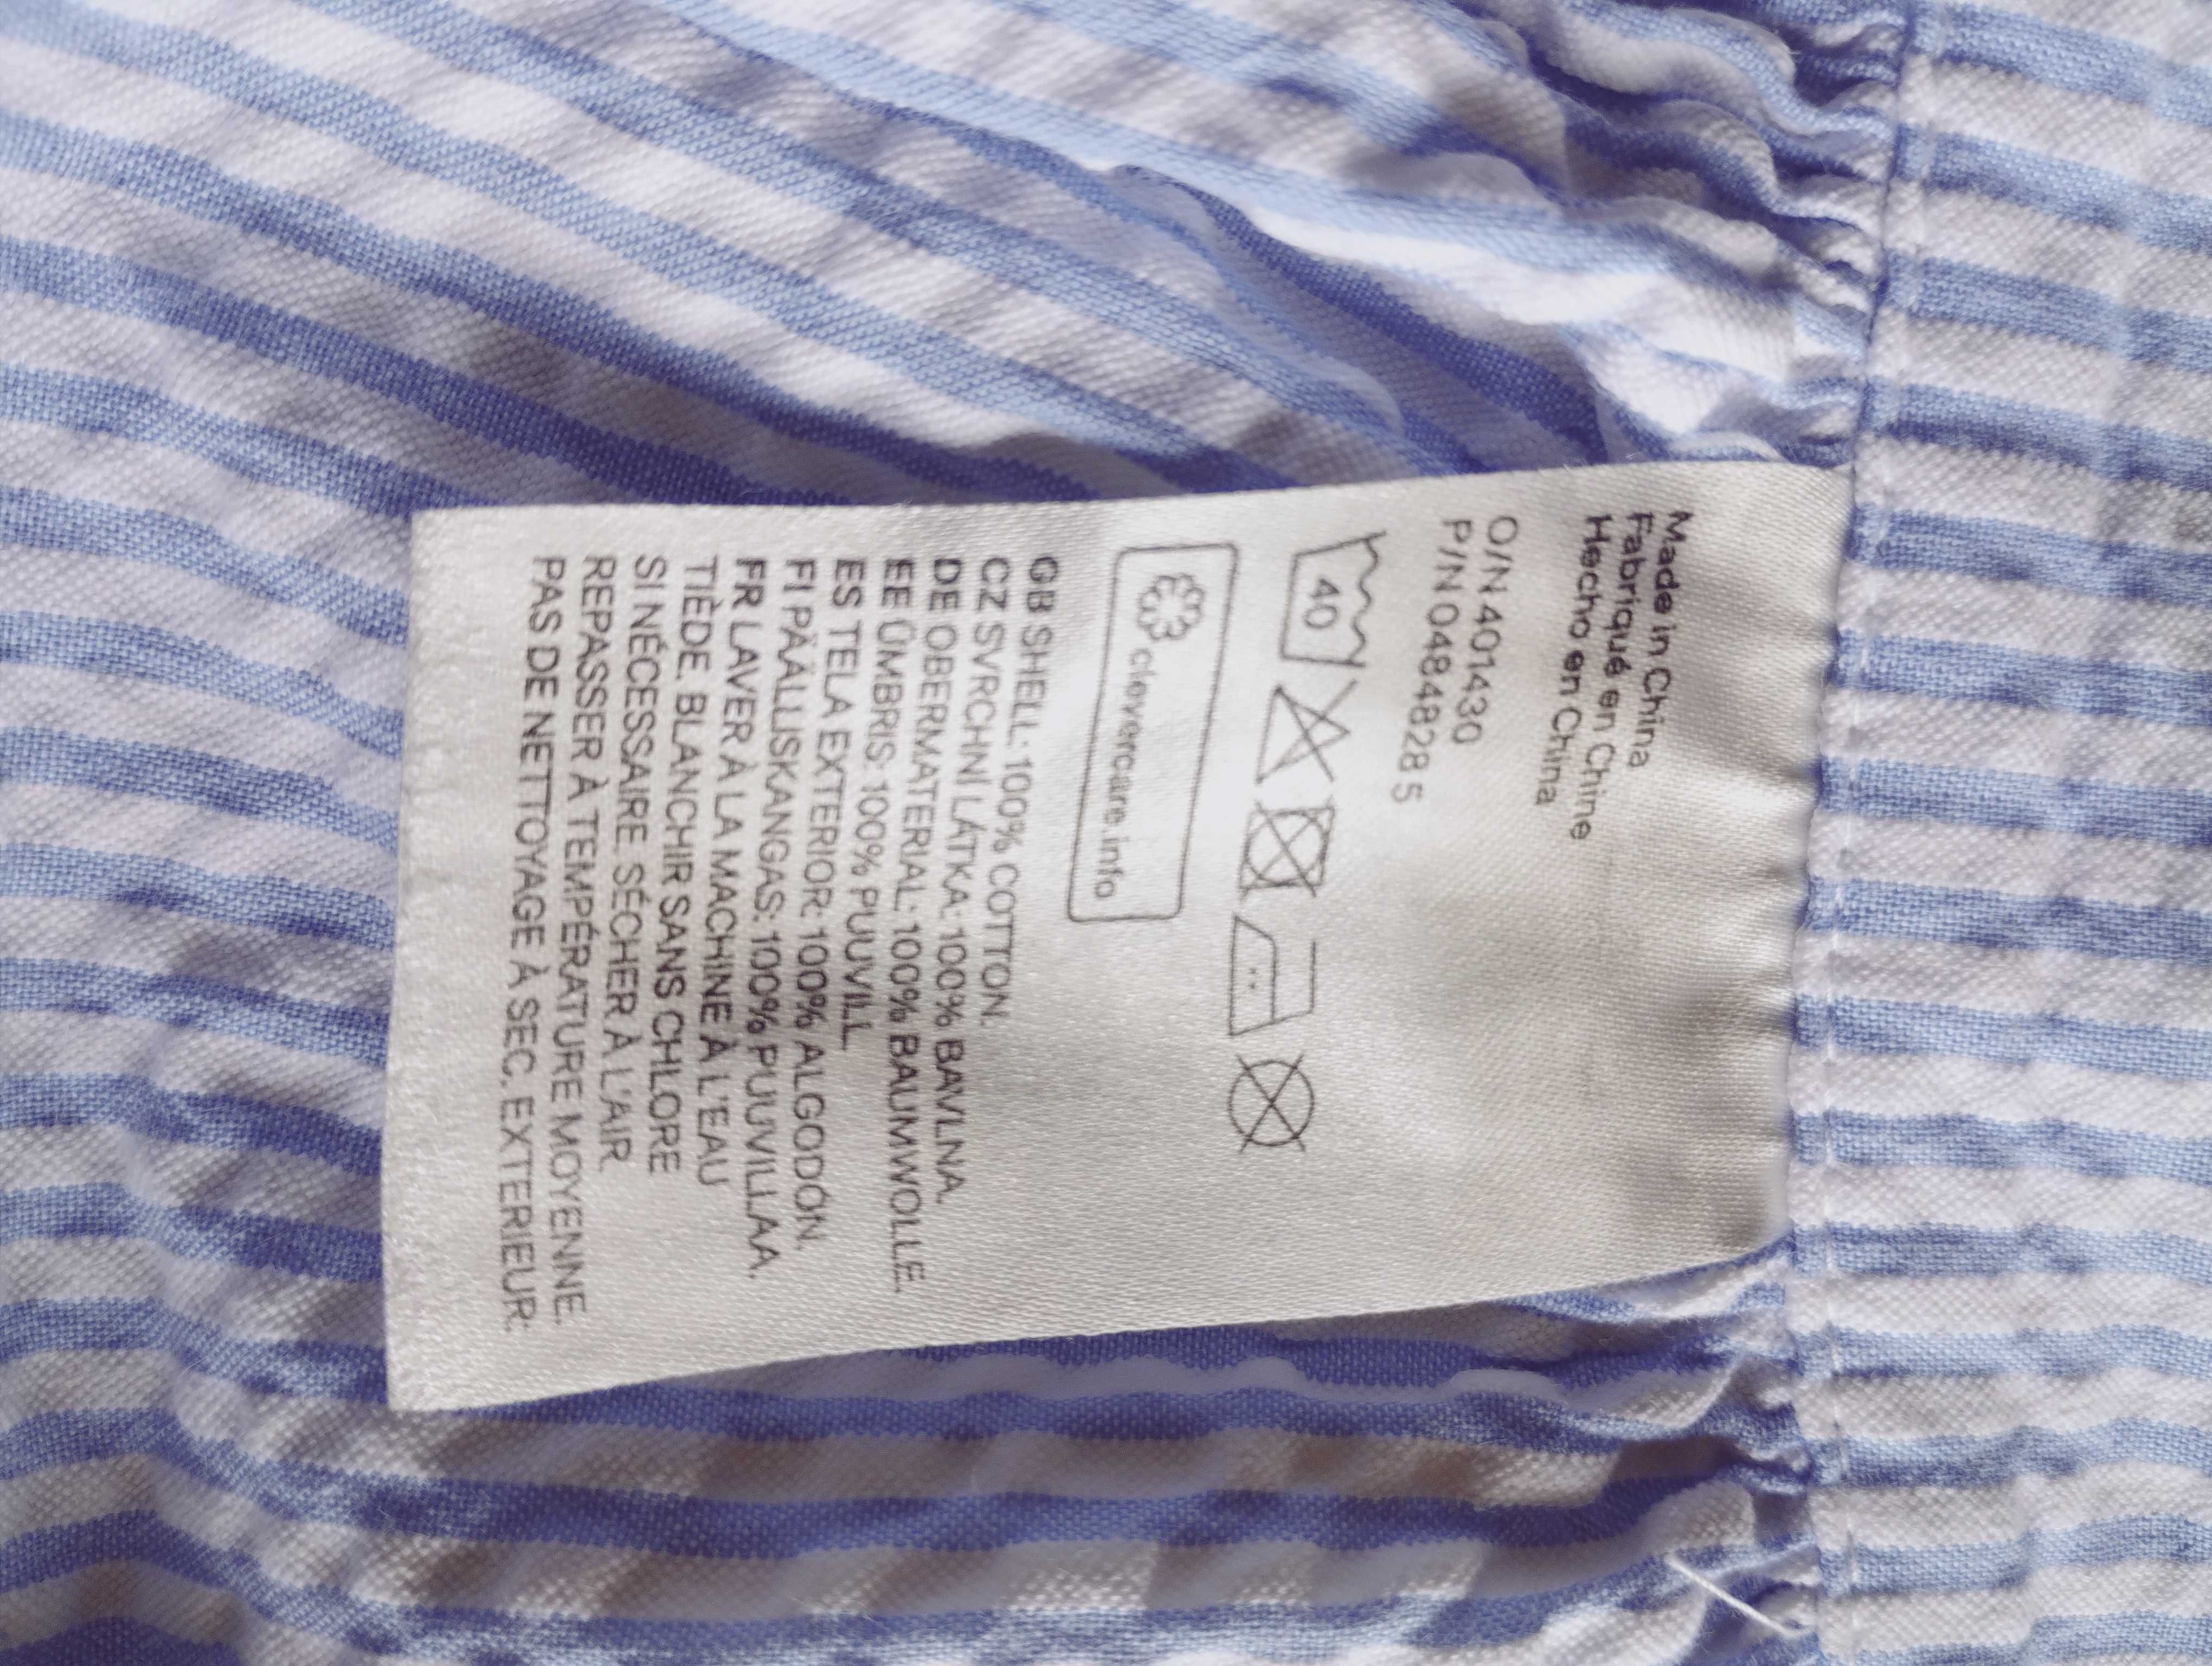 Made in China
Fabriqué en Chine
Hecho en China
O/N 401430
P/N 0484828 5
40
clevercare.info
GB SHELL: 100% COTTON.
CZ SVRCHNÍ LÁTKA: 100% BAVLNA.
DE OBERMATERIAL: 100% BAUMWOLLE.
EE ÜMBRIS: 100% PUUVILL.
ES TELA EXTERIOR: 100% ALGODÓN.
FI PÄÄLLISKANGAS: 100% PUUVILLAA.
FR LAVER À LA MACHINE À L'EAU
TIÈDE. BLANCHIR SANS CHLORE
SI NÉCESSAIRE. SÉCHER À L'AIR.
REPASSER À TEMPÉRATURE MOYENNE.
PAS DE NETTOYAGE À SEC. EXTERIEUR: